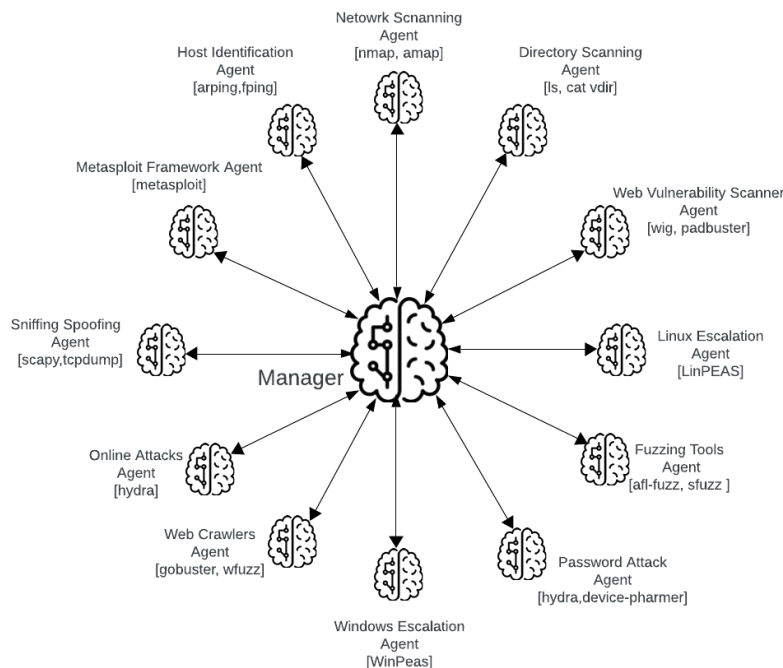 Netowrk Scnanning
Agent
[nmap, amap]
Host Identification
Agent
[arping,fping]
Directory Scanning
Agent
[ls, cat vdir]
Metasploit Framework Agent
[metasploit]
Web Vulnerability Scanner
Agent
[wig, padbuster]
Sniffing Spoofing
Agent
[scapy,tcpdump]
Manager
Linux Escalation
Agent
[LinPEAS]
Online Attacks
Agent
[hydra]
Fuzzing Tools
Agent
[afl-fuzz, sfuzz ]
Web Crawlers
Agent
[gobuster, wfuzz]
Password Attack
Agent
[hydra,device-pharmer]
Windows Escalation
Agent
[WinPeas]